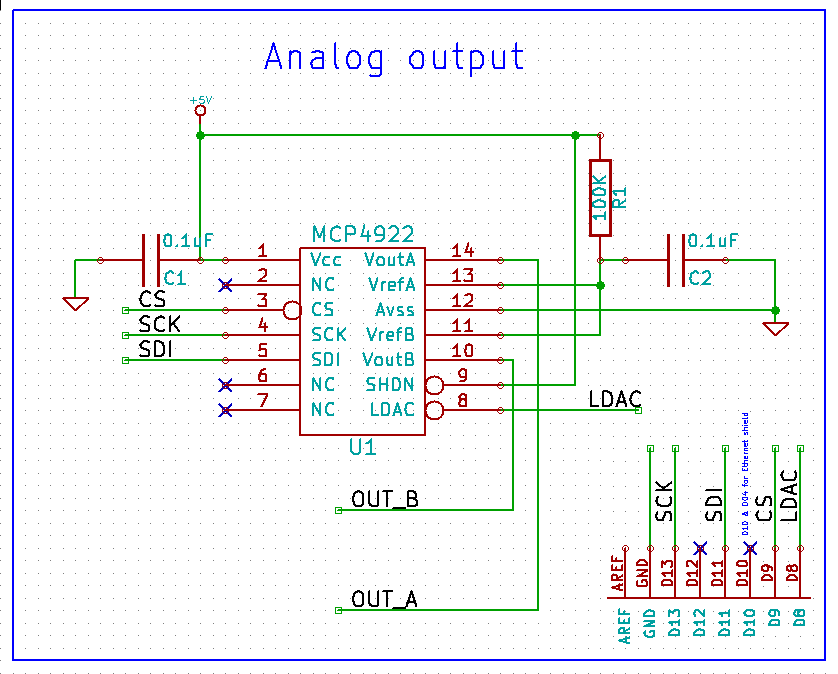 Analog output
+5V
100K
R1
0.1uF
C1
0.1uF
C2
MCP4922
1 Vcc VoutA 14
2 NC VrefA 13
CS 3 CS Avss 12
SCK 4 SCK VrefB 11
SDI 5 SDI VoutB 10
6 NC SHDN 9
7 NC LDAC 8
LDAC
U1
OUT_B
OUT_A
SCK
SDI
D10 & D04 for Ethernet shield
CS
LDAC
AREF GND D13 D12 D11 D10 D9 D8
AREF GND D13 D12 D11 D10 D9 D8